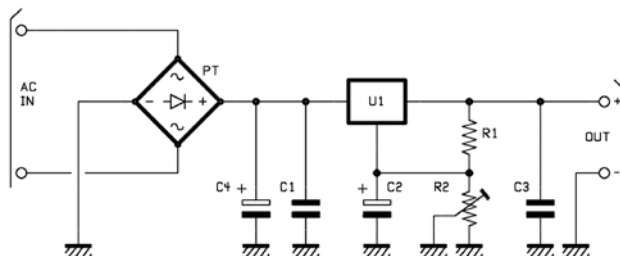 PT
AC
IN
~
- +
~
U1
+
R1
OUT
-
+ C4
C1
+ C2
R2
C3